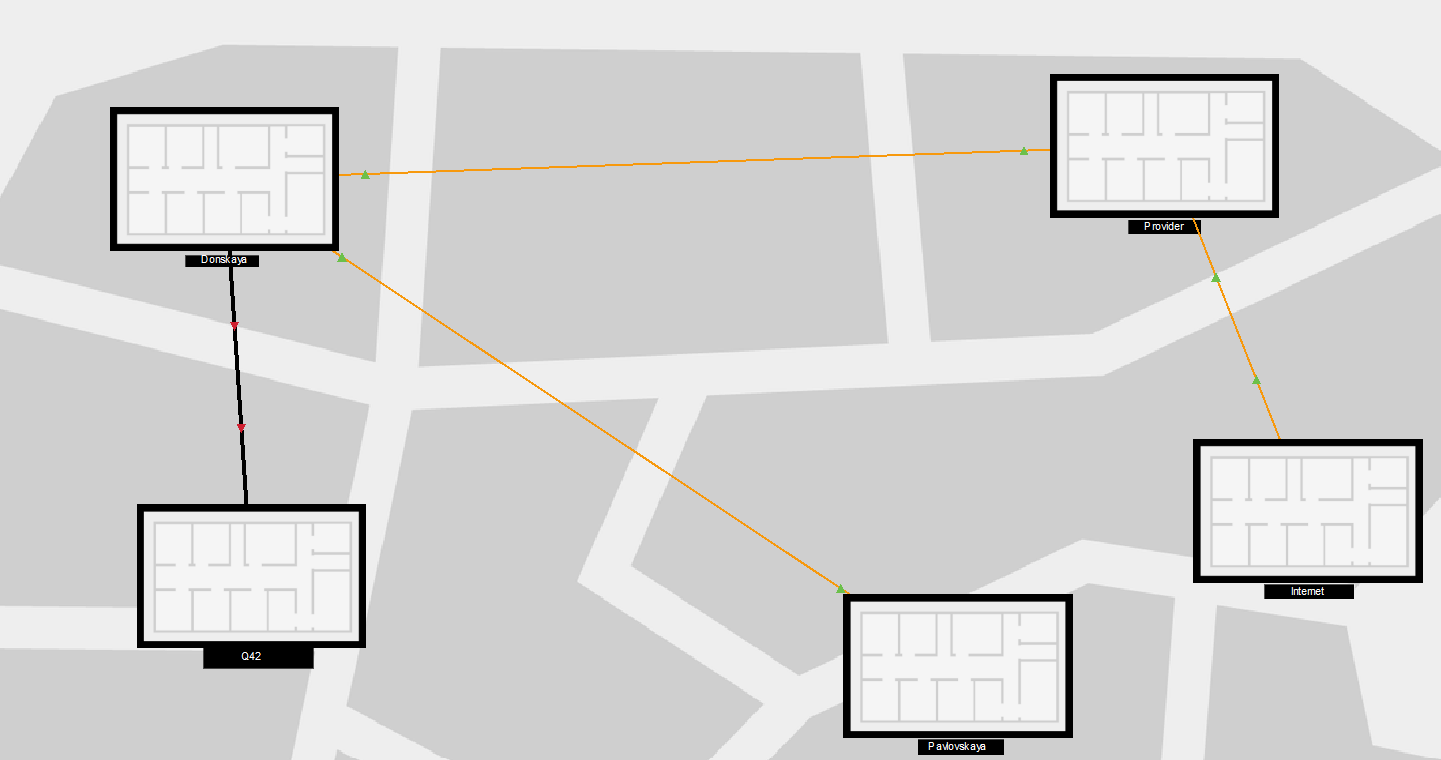 Provider
Donskaya
Internet
Q42
Pavlovskaya